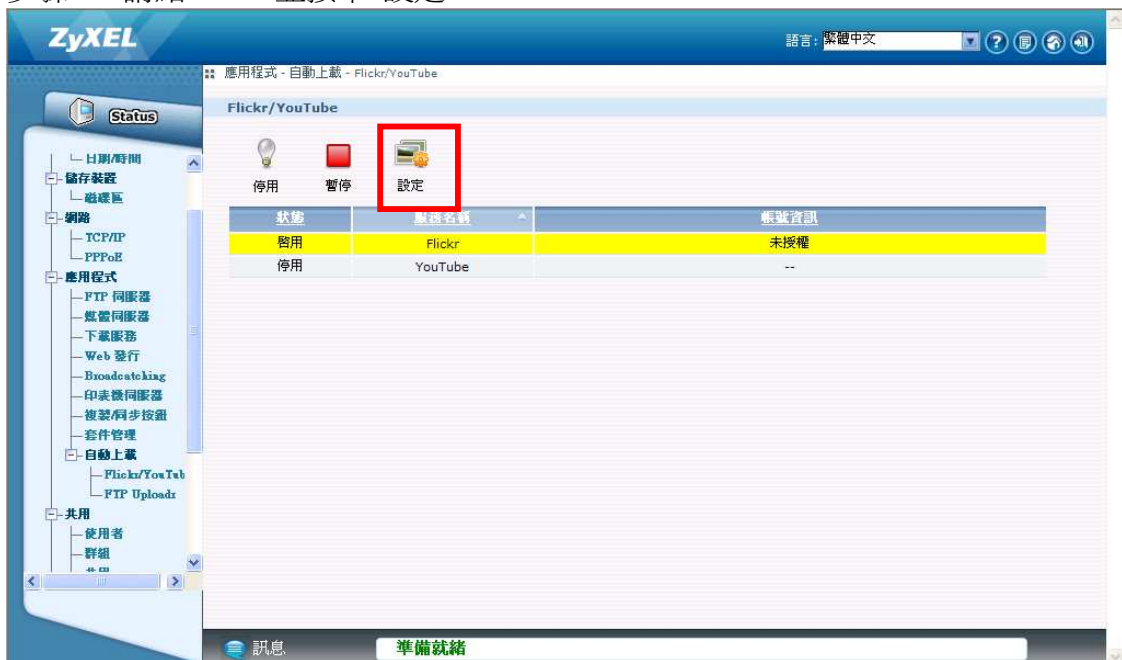 ZyXEL
語言: 繁體中文
應用程式 - 自動上載 - Flickr/YouTube
Status
Flickr/YouTube
停用 暫停 設定
狀態 服務名稱 帳號資訊
啓用 Flickr 未授權
停用 YouTube --
日期/時間
儲存裝置
磁碟區
網路
TCP/IP
PPPoE
應用程式
FTP 伺服器
媒體伺服器
下載服務
Web 發行
Broadcatching
印表機伺服器
複製/同步按鈕
套件管理
自動上載
Flickr/YouTub
FTP Uploadr
共用
使用者
群組
訊息 準備就緒